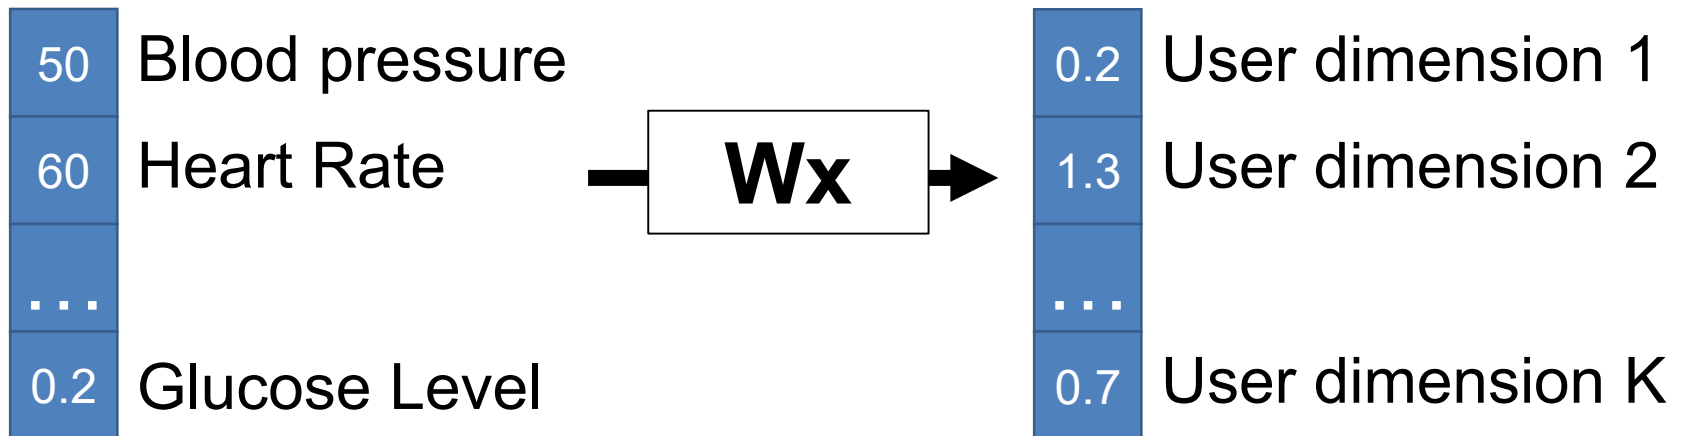 50 Blood pressure
60 Heart Rate
...
0.2 Glucose Level
Wx
0.2 User dimension 1
1.3 User dimension 2
...
0.7 User dimension K